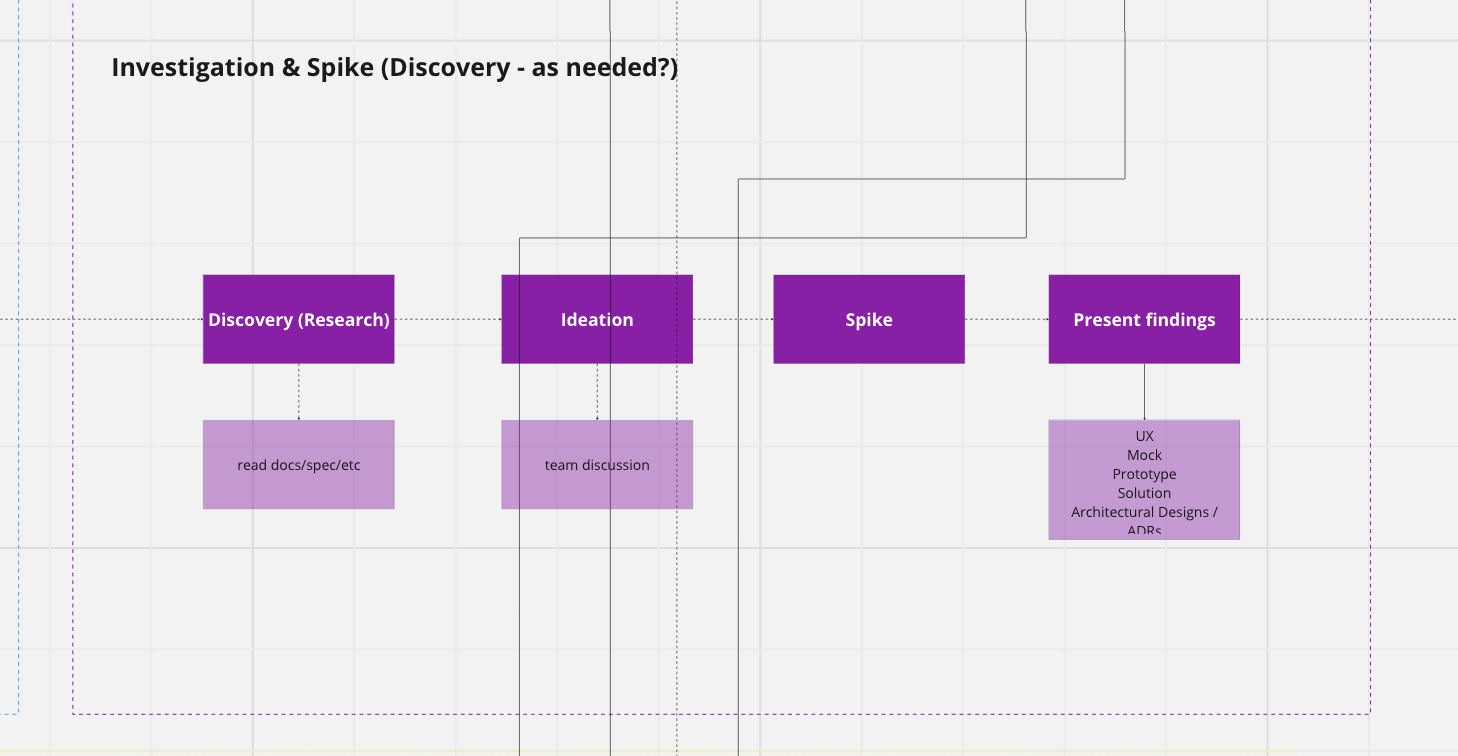 Investigation & Spike (Discovery - as needed?)
Discovery (Research)
Ideation
Spike
Present findings
read docs/spec/etc
team discussion
UX
Mock
Prototype
Solution
Architectural Designs /
ADRs